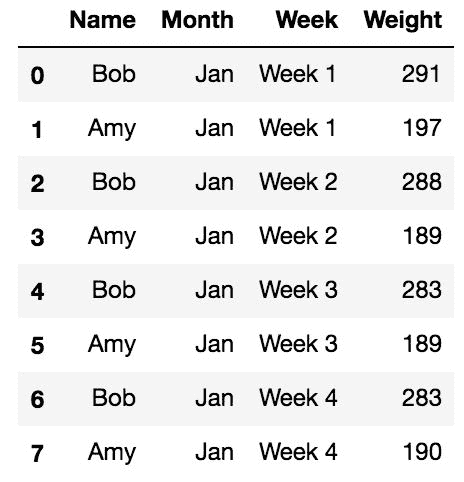 Name Month Week Weight
0 Bob Jan Week 1 291
1 Amy Jan Week 1 197
2 Bob Jan Week 2 288
3 Amy Jan Week 2 189
4 Bob Jan Week 3 283
5 Amy Jan Week 3 189
6 Bob Jan Week 4 283
7 Amy Jan Week 4 190